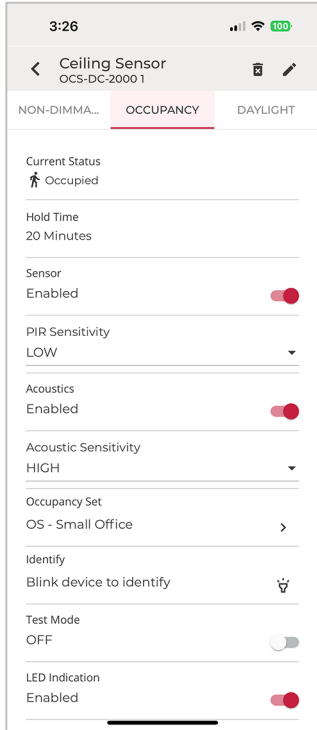 3:26
100
Ceiling Sensor
OCS-DC-2000 1
NON-DIMMA... OCCUPANCY DAYLIGHT
Current Status
Occupied
Hold Time
20 Minutes
Sensor
Enabled
PIR Sensitivity
LOW
Acoustics
Enabled
Acoustic Sensitivity
HIGH
Occupancy Set
OS - Small Office
Identify
Blink device to identify
Test Mode
OFF
LED Indication
Enabled